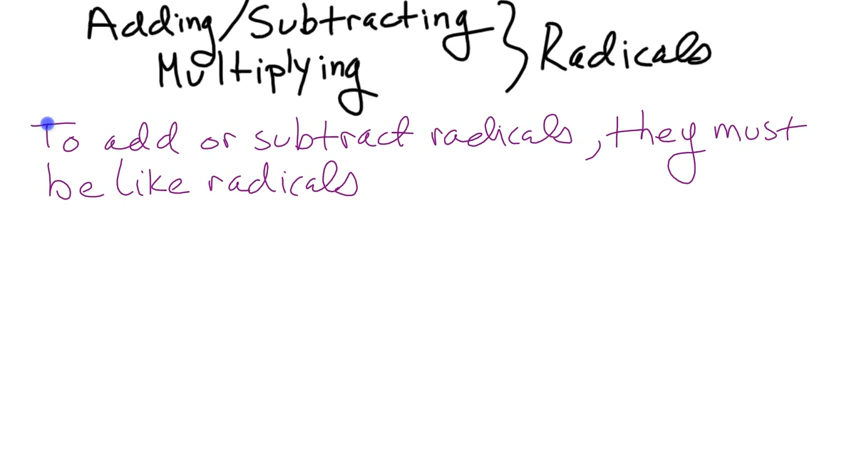 Adding/Subtracting } Radicals
Multiplying
To add or subtract radicals, they must
be like radicals